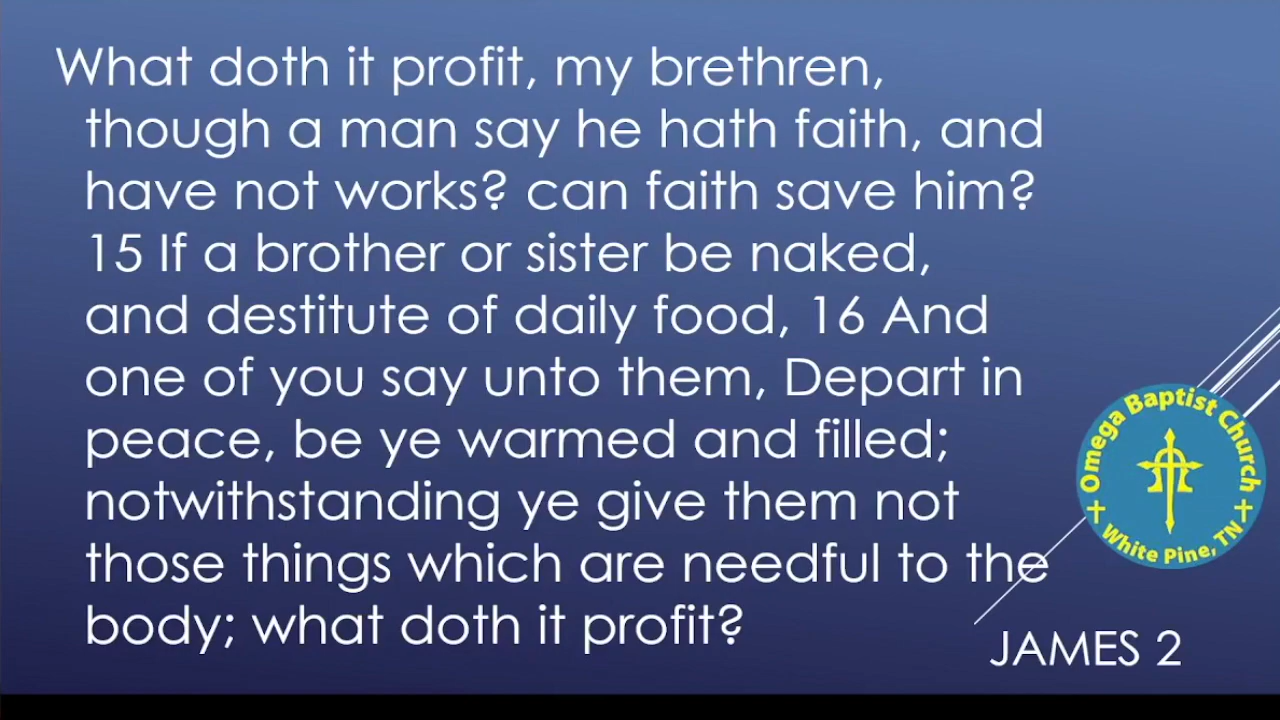 What doth it profit, my brethren,
though a man say he hath faith, and
have not works? can faith save him?
15 If a brother or sister be naked,
and destitute of daily food, 16 And
one of you say unto them, Depart in
peace, be ye warmed and filled;
notwithstanding ye give them not
those things which are needful to the
body; what doth it profit?
Omega Baptist Church
White Pine, TN
JAMES 2